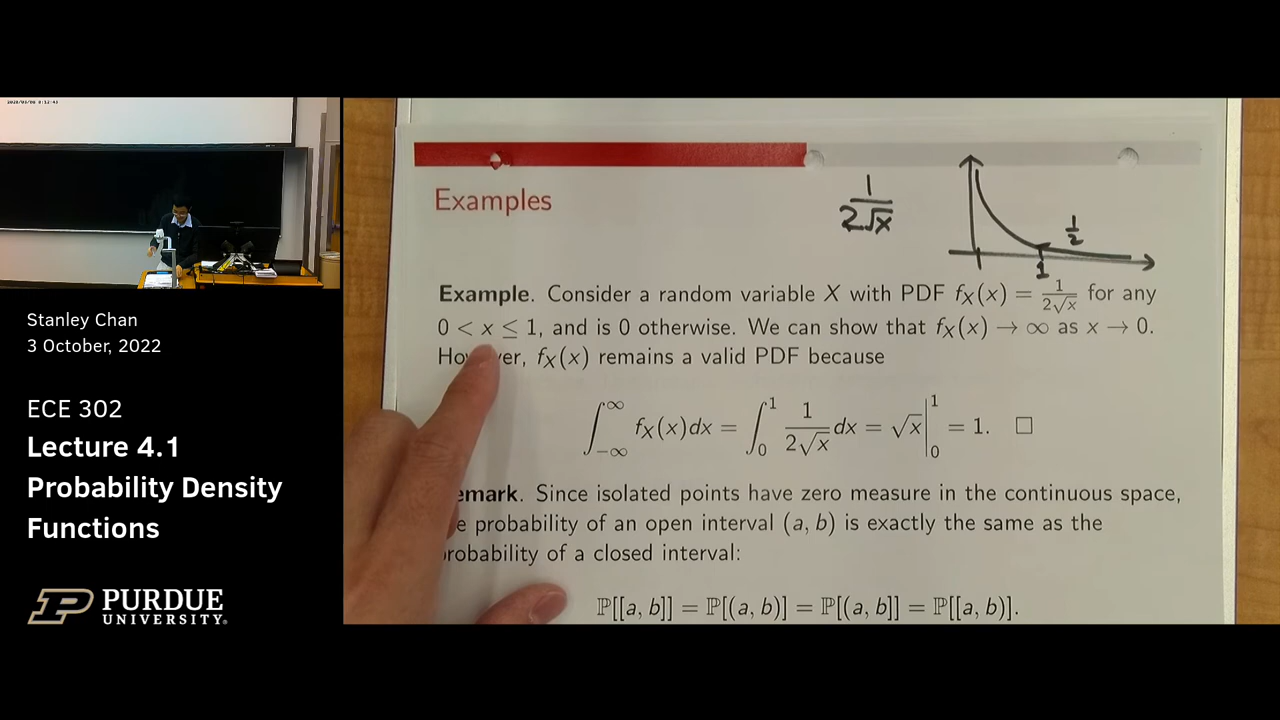 Stanley Chan
3 October, 2022
ECE 302
Lecture 4.1
Probability Density
Functions
PURDUE
UNIVERSITY®
Examples
1/(2√x)
1/2
1
Example. Consider a random variable X with PDF f_X(x) = 1/(2√x) for any
0 < x ≤ 1, and is 0 otherwise. We can show that f_X(x) → ∞ as x → 0.
f_X(x) remains a valid PDF because
∫_{-∞}^{∞} f_X(x)dx = ∫_0^1 1/(2√x) dx = √x |_0^1 = 1. □
emark. Since isolated points have zero measure in the continuous space,
e probability of an open interval (a, b) is exactly the same as the
probability of a closed interval:
ℙ[[a, b]] = ℙ[(a, b)] = ℙ[(a, b]] = ℙ[[a, b)].